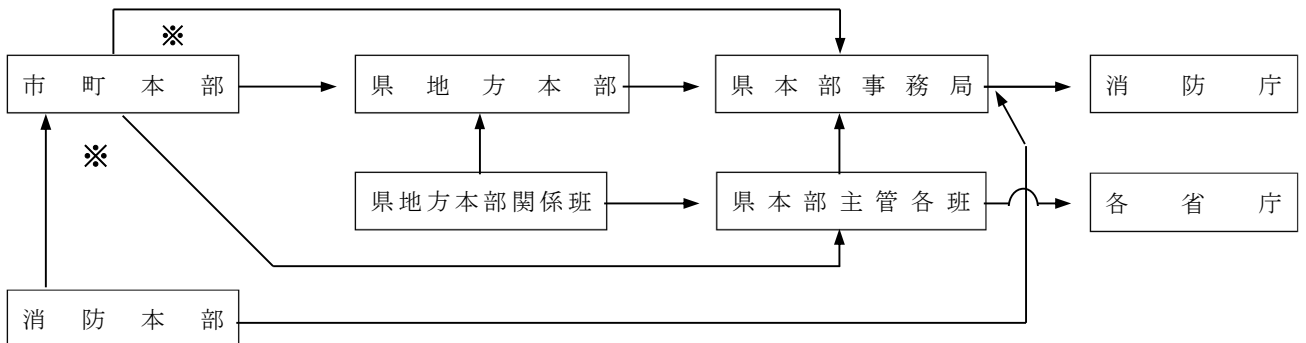 ※
市町本部
県地方本部
県本部事務局
消防庁
※
県地方本部関係班
県本部主管各班
各省庁
消防本部